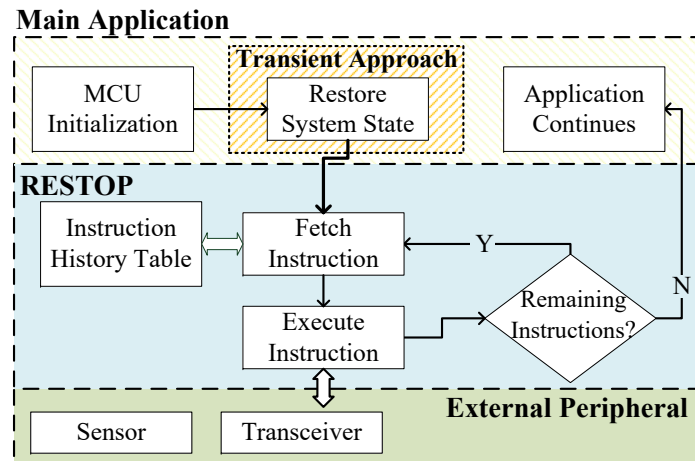 Main Application
Transient Approach
MCU
Initialization
Restore
System State
Application
Continues
RESTOP
Instruction
History Table
Fetch
Instruction
Y
N
Remaining
Instructions?
Execute
Instruction
External Peripheral
Sensor
Transceiver